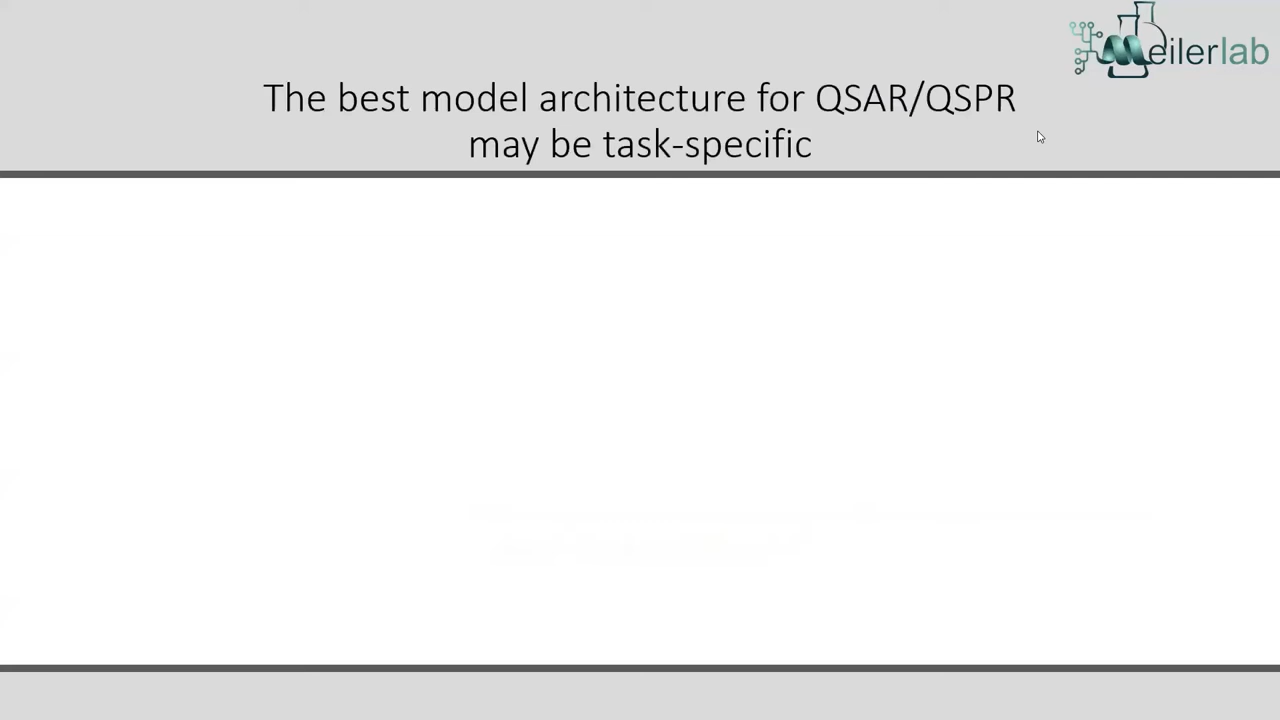 Meilerlab
The best model architecture for QSAR/QSPR
may be task-specific